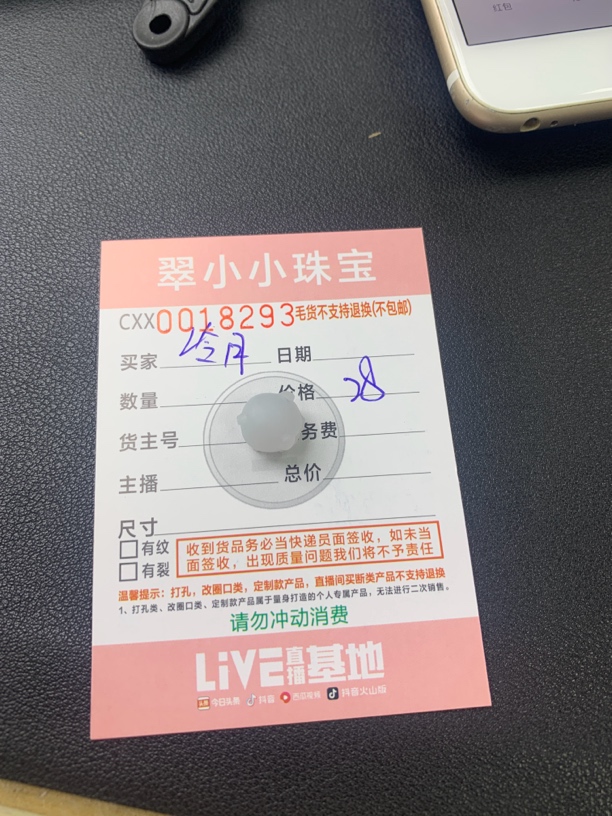 红包
翠小小珠宝
CXX0018293毛货不支持退换(不包邮)
买家 冷月 日期
数量 价格 28
货主号 务费
主播 总价
尺寸
有纹
有裂
收到货品务必当快递员面签收，如未当
面签收，出现质量问题我们将不予责任
温馨提示：打孔，改圈口类，定制款产品，直播间买断类产品不支持退换
1、打孔类、改圈口类、定制款产品属于量身打造的个人专属产品，无法进行二次销售。
请勿冲动消费
LiVE直播基地
头条 今日头条 抖音 西瓜视频 抖音火山版